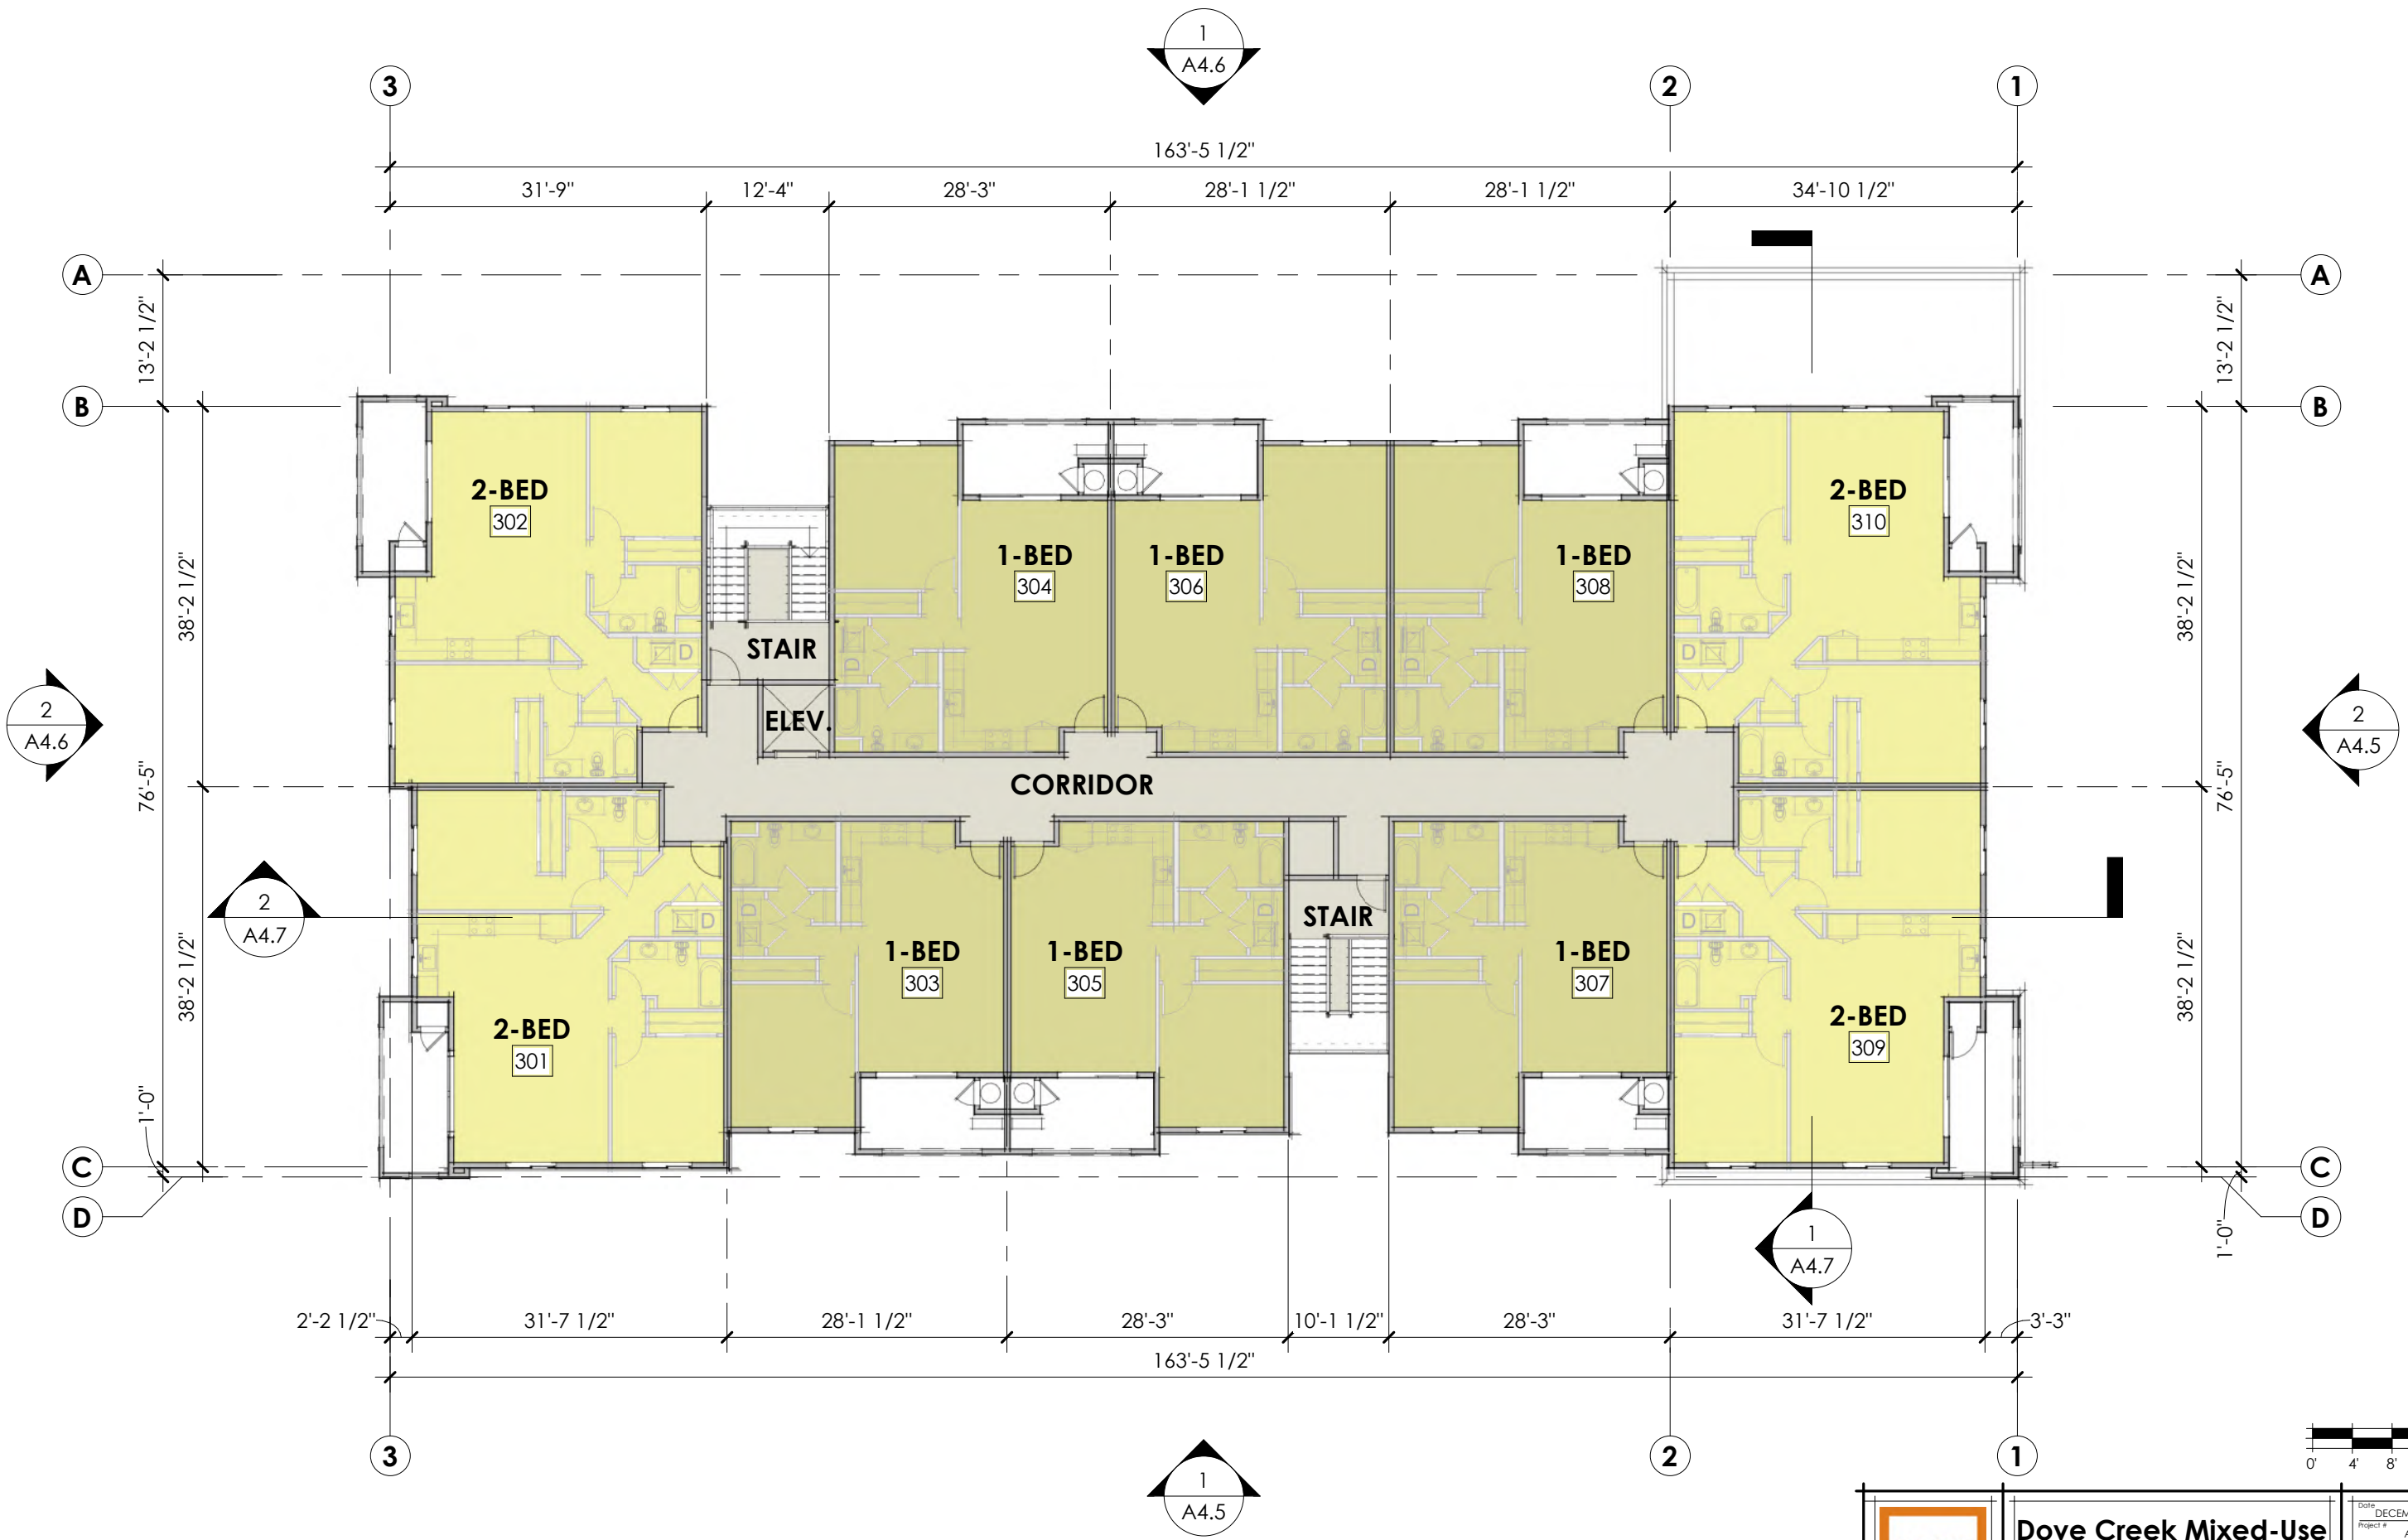 1
A4.6
3
2
1
163'-5 1/2"
31'-9"
12'-4"
28'-3"
28'-1 1/2"
28'-1 1/2"
34'-10 1/2"
A
A
13'-2 1/2"
13'-2 1/2"
B
B
2-BED
302
2-BED
310
1-BED
304
1-BED
306
1-BED
308
38'-2 1/2"
38'-2 1/2"
STAIR
D
D
D
D
D
ELEV.
2
A4.6
2
A4.5
76'-5"
76'-5"
CORRIDOR
2
A4.7
STAIR
D
D
D
D
D
1-BED
303
1-BED
305
1-BED
307
38'-2 1/2"
38'-2 1/2"
2-BED
301
2-BED
309
1'-0"
C
C
D
D
1'-0"
1
A4.7
2'-2 1/2"
31'-7 1/2"
28'-1 1/2"
28'-3"
10'-1 1/2"
28'-3"
31'-7 1/2"
3'-3"
163'-5 1/2"
3
2
1
0'
4'
8'
1
A4.5
Dove Creek Mixed-Use
Date
DECEM
Project #